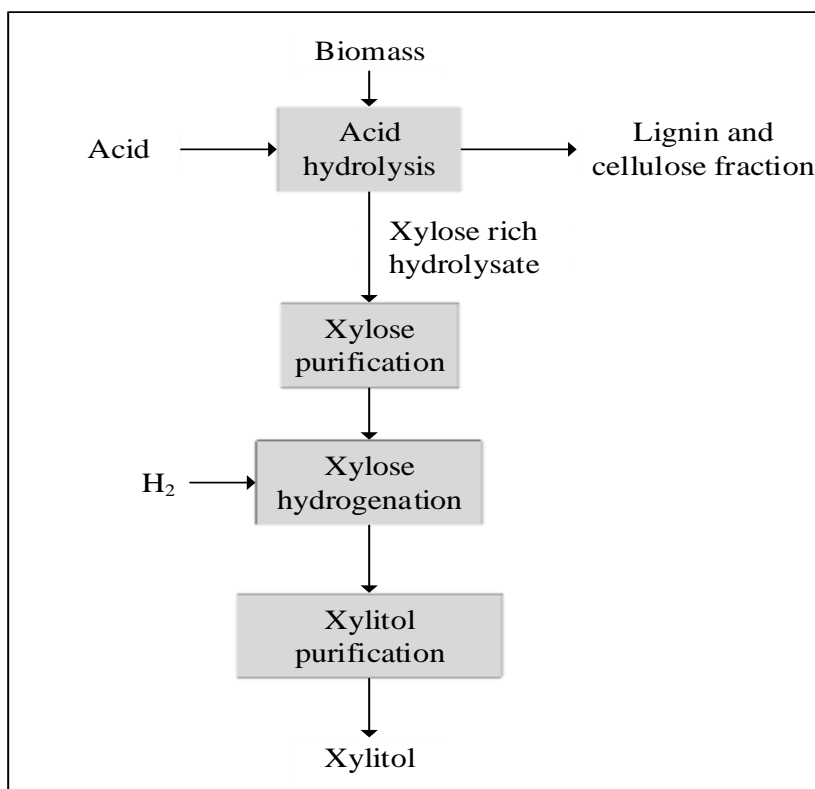 Biomass
Acid
Acid
hydrolysis
Lignin and
cellulose fraction
Xylose rich
hydrolysate
Xylose
purification
H₂
Xylose
hydrogenation
Xylitol
purification
Xylitol